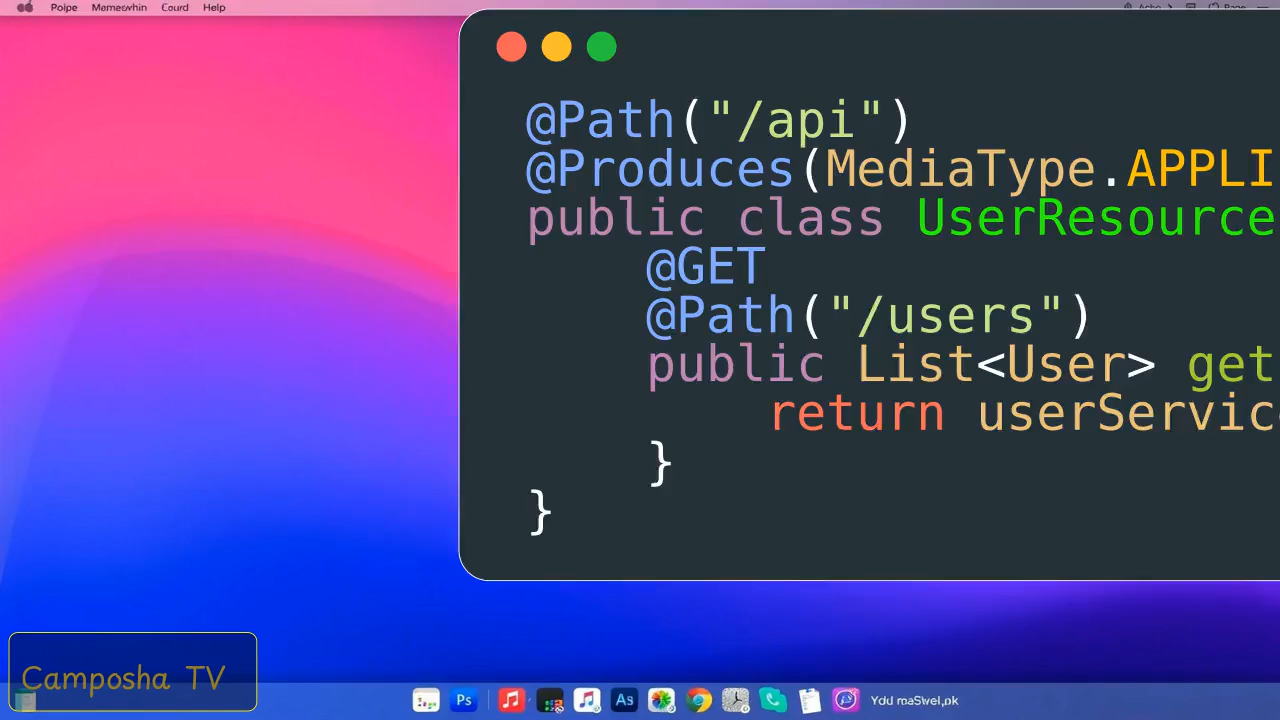 Poipe Mamawhin Courd Help
@Path("/api")
@Produces(MediaType.APPLI
public class UserResource
@GET
@Path("/users")
public List<User> get
return userServic
}
}
Camposha TV
Ps
As
Ydu maSwel,pk